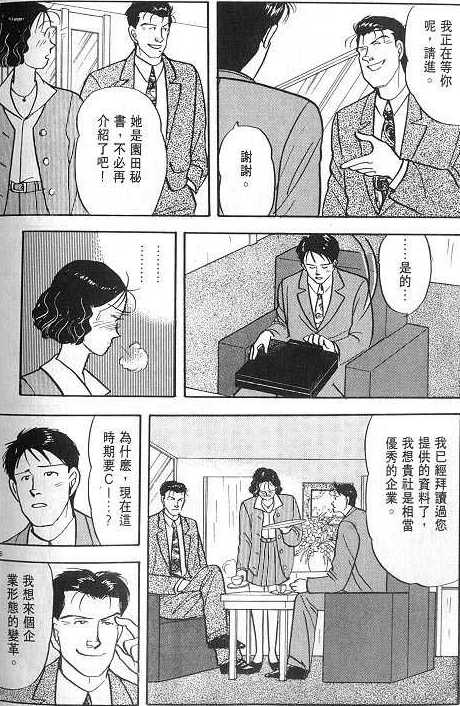 我正在等你
呢，請進。
謝謝。
她是園田秘
書，不必再
介紹了吧！
……是的…
………
………
我已經拜讀過您
提供的資料了，
我想貴社是相當
優秀的企業。
為什麼，現在這
時期要CI…？
我想來個企
業形態的變革。